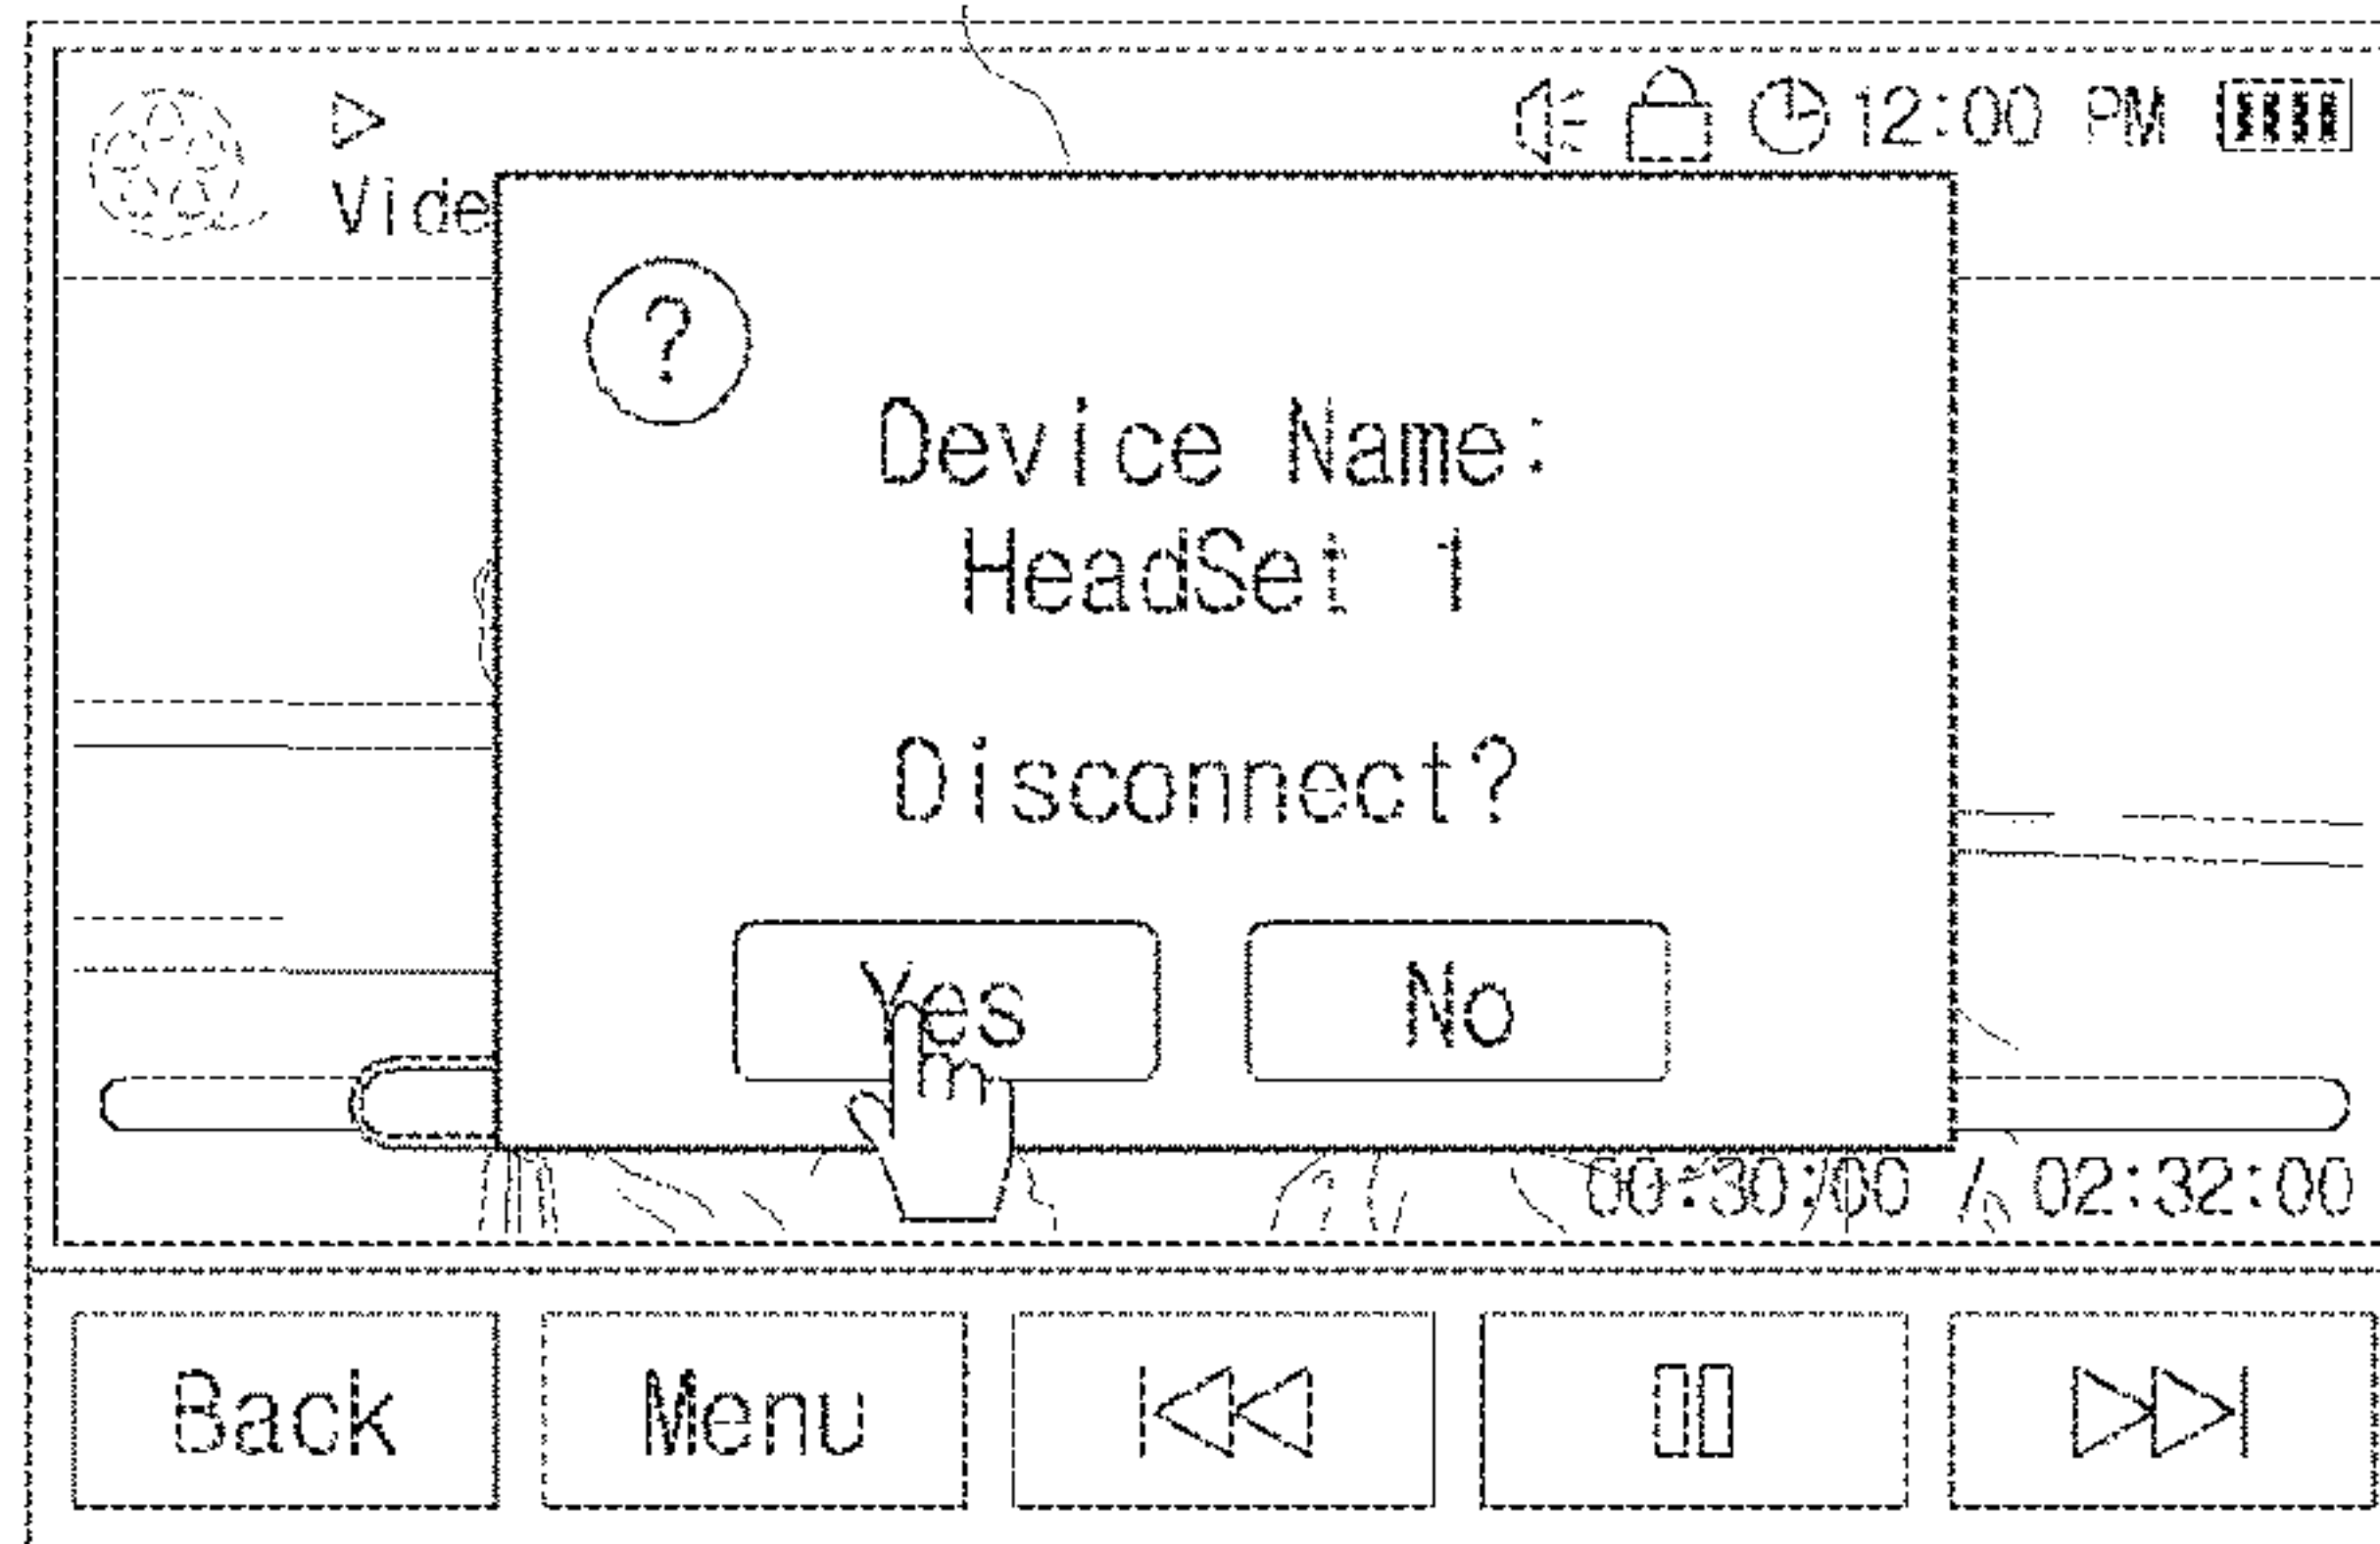 12:00 PM
Vide
?
Device Name:
HeadSet 1
Disconnect?
Yes
No
00:30:00 / 02:32:00
Back
Menu